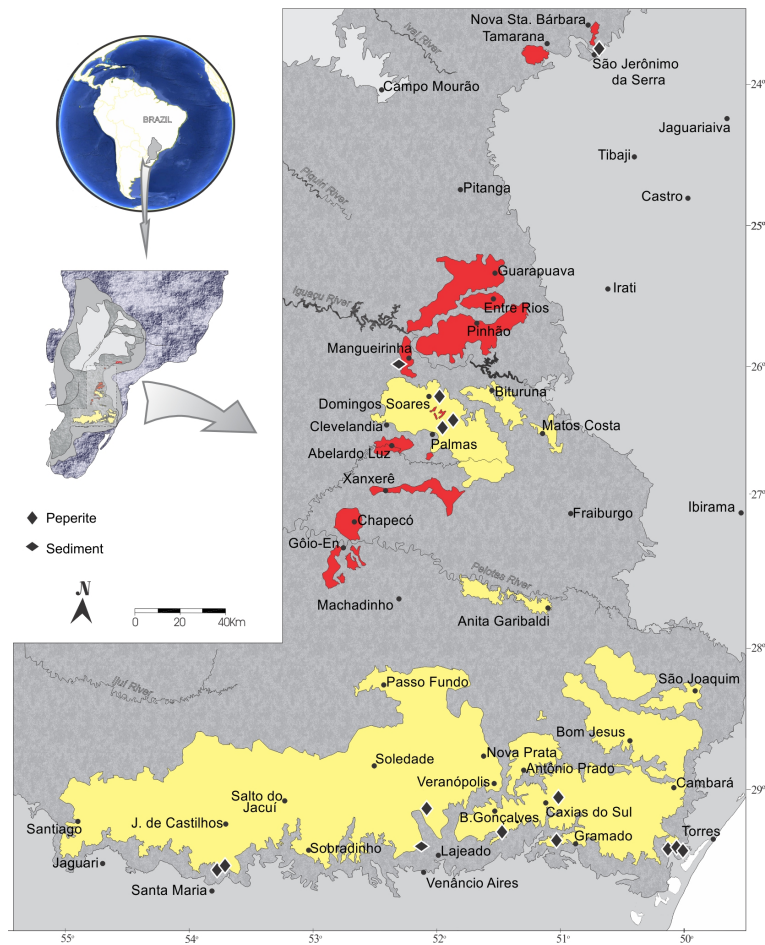 Nova Sta. Bárbara
Tamarana
Ivaí River
São Jerônimo
da Serra
24º
Campo Mourão
Jaguariaiva
BRAZIL
Tibaji
Piquiri River
Pitanga
Castro
25º
Guarapuava
Irati
Iguaçu River
Entre Rios
Pinhão
Mangueirinha
26º
Bituruna
Domingos Soares
Clevelandia
Matos Costa
Palmas
Abelardo Luz
Xanxerê
27º
Ibirama
Peperite
Chapecó
Fraiburgo
Sediment
Gôio-En
Pelotas River
N
Machadinho
0 20 40Km
Anita Garibaldi
28º
Ijuí River
Passo Fundo
São Joaquim
Bom Jesus
Soledade
Nova Prata
Antônio Prado
Veranópolis
Cambará
29º
Salto do
Jacuí
B.Gonçalves
Caxias do Sul
Santiago
J. de Castilhos
Gramado
Torres
Sobradinho
Lajeado
Jaguari
Venâncio Aires
Santa Maria
55º 54º 53º 52º 51º 50º